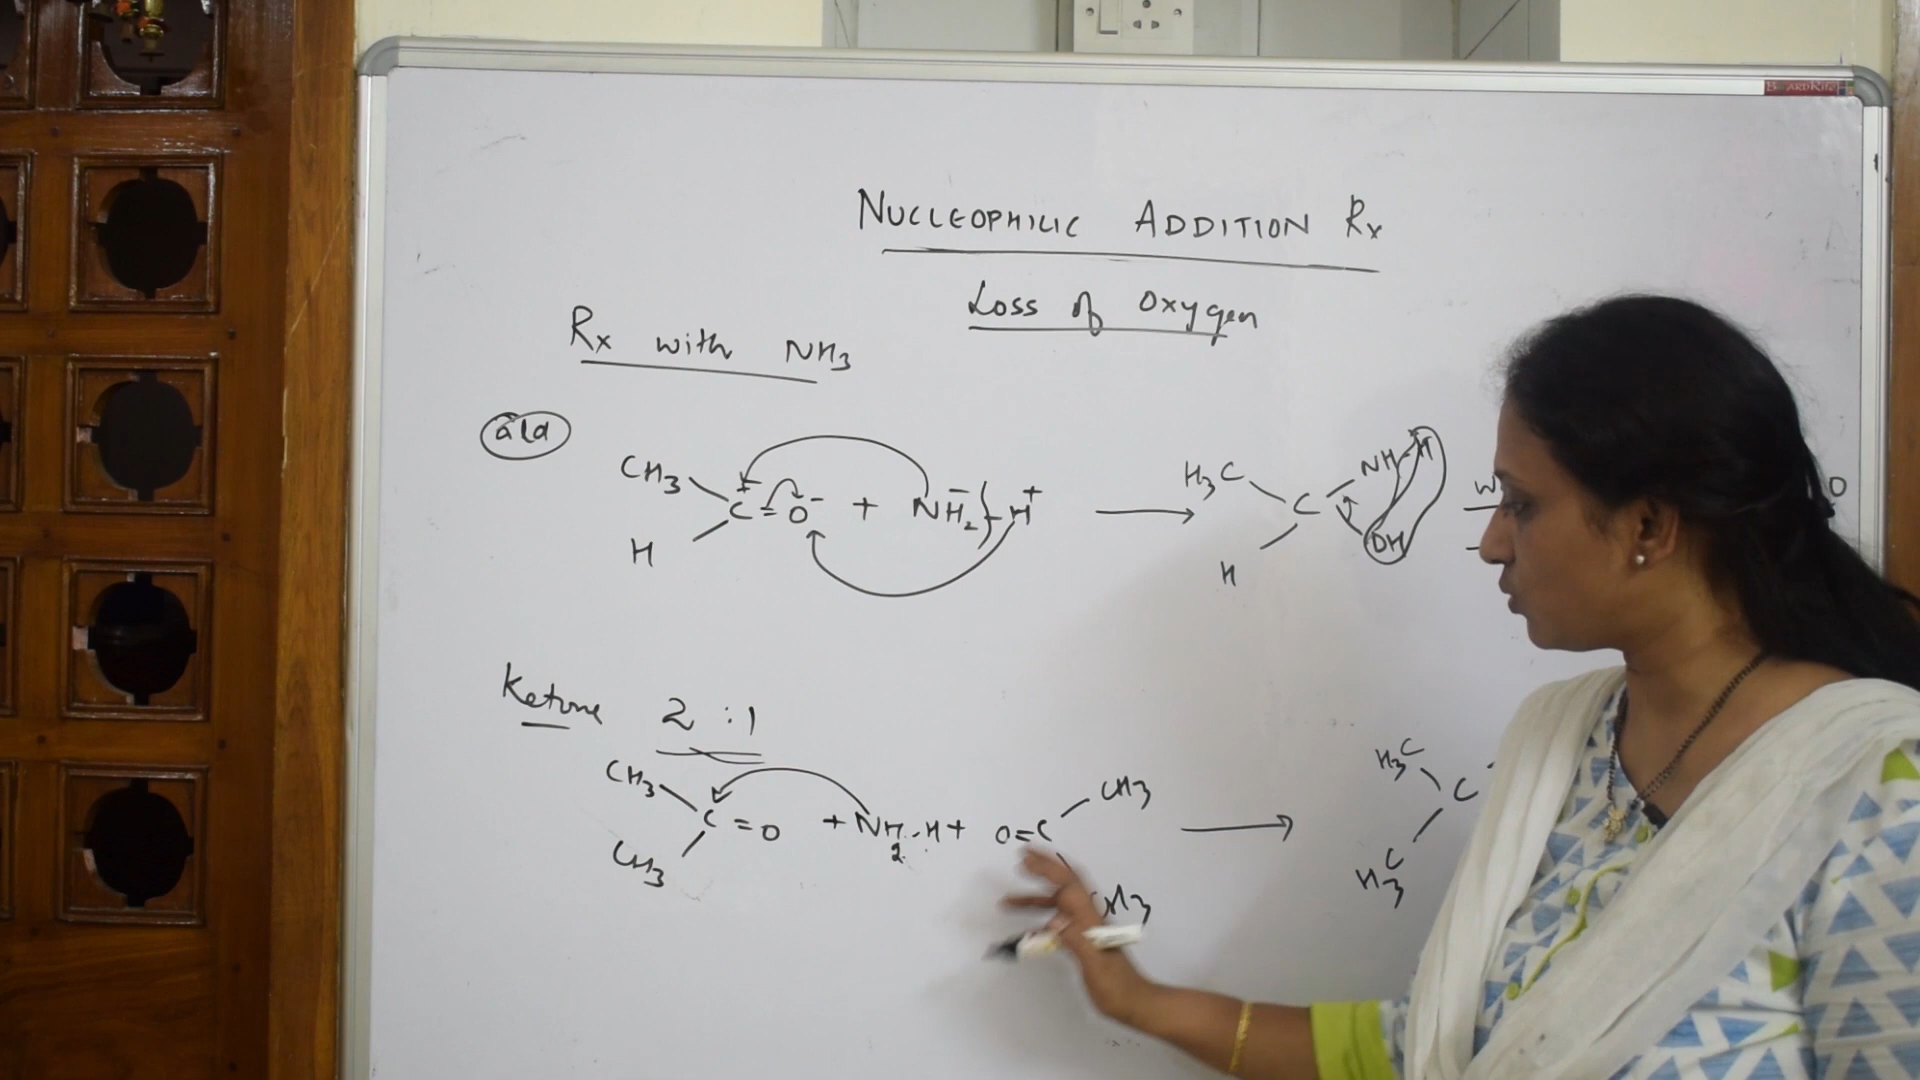 BOARDRITE
NUCLEOPHILIC ADDITION Rx
Loss of Oxygen
Rx with NH3
ald
CH3 C = O - + NH2 - H+ → H3C C NH-H
H H OH
Ketone 2 : 1
CH3 CH3 H3C
C = O + NH2-H + O=C → C
CH3 CH3 H3C